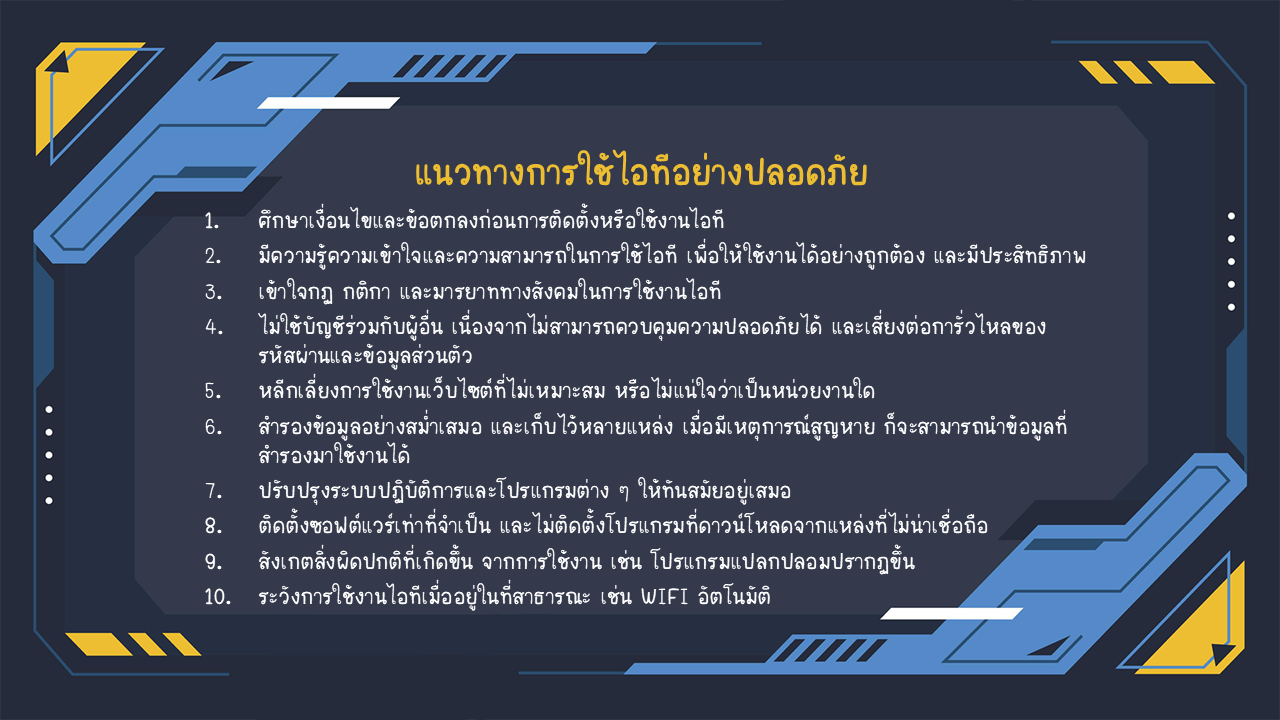 แนวทางการใช้ไอทีอย่างปลอดภัย
1. ศึกษาเงื่อนไขและข้อตกลงก่อนการติดตั้งหรือใช้งานไอที
2. มีความรู้ความเข้าใจและความสามารถในการใช้ไอที เพื่อให้ใช้งานได้อย่างถูกต้อง และมีประสิทธิภาพ
3. เข้าใจกฏ กติกา และมารยาททางสังคมในการใช้งานไอที
4. ไม่ใช้บัญชีร่วมกับผู้อื่น เนื่องจากไม่สามารถควบคุมความปลอดภัยได้ และเสี่ยงต่อการรั่วไหลของ
รหัสผ่านและข้อมูลส่วนตัว
5. หลีกเลี่ยงการใช้งานเว็บไซต์ที่ไม่เหมาะสม หรือไม่แน่ใจว่าเป็นหน่วยงานใด
6. สำรองข้อมูลอย่างสม่ำเสมอ และเก็บไว้หลายแหล่ง เมื่อมีเหตุการณ์สูญหาย ก็จะสามารถนำข้อมูลที่
สำรองมาใช้งานได้
7. ปรับปรุงระบบปฏิบัติการและโปรแกรมต่าง ๆ ให้ทันสมัยอยู่เสมอ
8. ติดตั้งซอฟต์แวร์เท่าที่จำเป็น และไม่ติดตั้งโปรแกรมที่ดาวน์โหลดจากแหล่งที่ไม่น่าเชื่อถือ
9. สังเกตสิ่งผิดปกติที่เกิดขึ้น จากการใช้งาน เช่น โปรแกรมแปลกปลอมปรากฏขึ้น
10. ระวังการใช้งานไอทีเมื่ออยู่ในที่สาธารณะ เช่น WIFI อัตโนมัติ